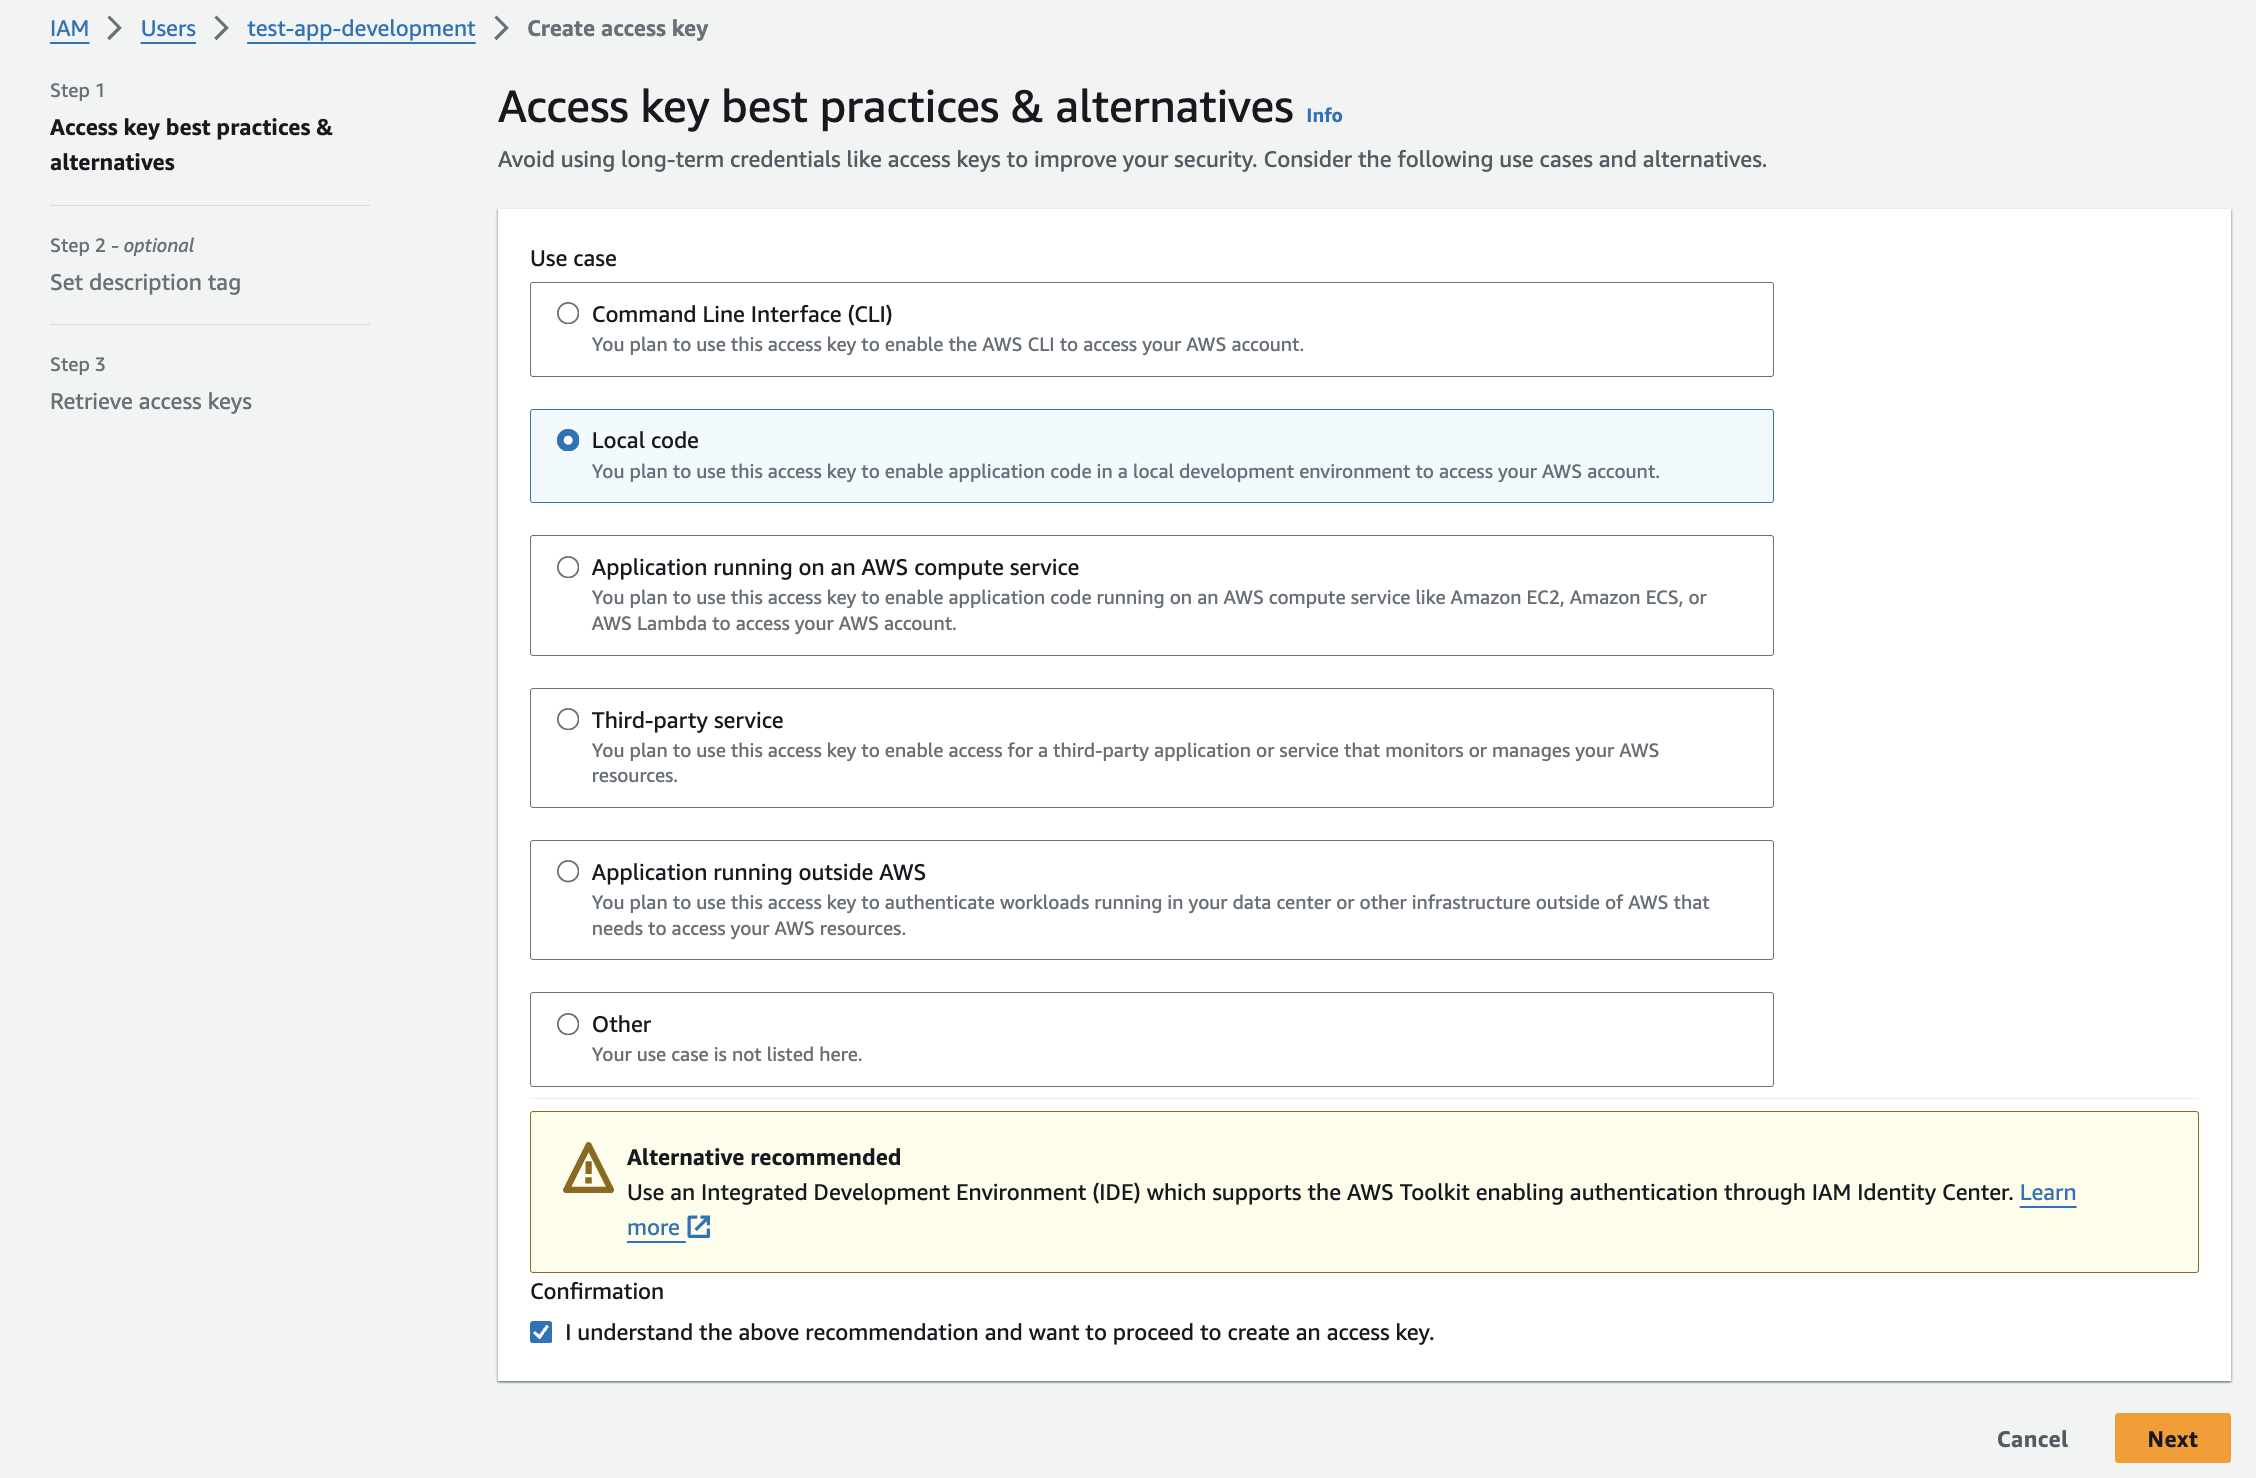 IAM > Users > test-app-development > Create access key
Step 1
Access key best practices &
alternatives
Step 2 - optional
Set description tag
Step 3
Retrieve access keys
Access key best practices & alternatives Info
Avoid using long-term credentials like access keys to improve your security. Consider the following use cases and alternatives.
Use case
Command Line Interface (CLI)
You plan to use this access key to enable the AWS CLI to access your AWS account.
Local code
You plan to use this access key to enable application code in a local development environment to access your AWS account.
Application running on an AWS compute service
You plan to use this access key to enable application code running on an AWS compute service like Amazon EC2, Amazon ECS, or
AWS Lambda to access your AWS account.
Third-party service
You plan to use this access key to enable access for a third-party application or service that monitors or manages your AWS
resources.
Application running outside AWS
You plan to use this access key to authenticate workloads running in your data center or other infrastructure outside of AWS that
needs to access your AWS resources.
Other
Your use case is not listed here.
Alternative recommended
Use an Integrated Development Environment (IDE) which supports the AWS Toolkit enabling authentication through IAM Identity Center. Learn
more
Confirmation
I understand the above recommendation and want to proceed to create an access key.
Cancel
Next